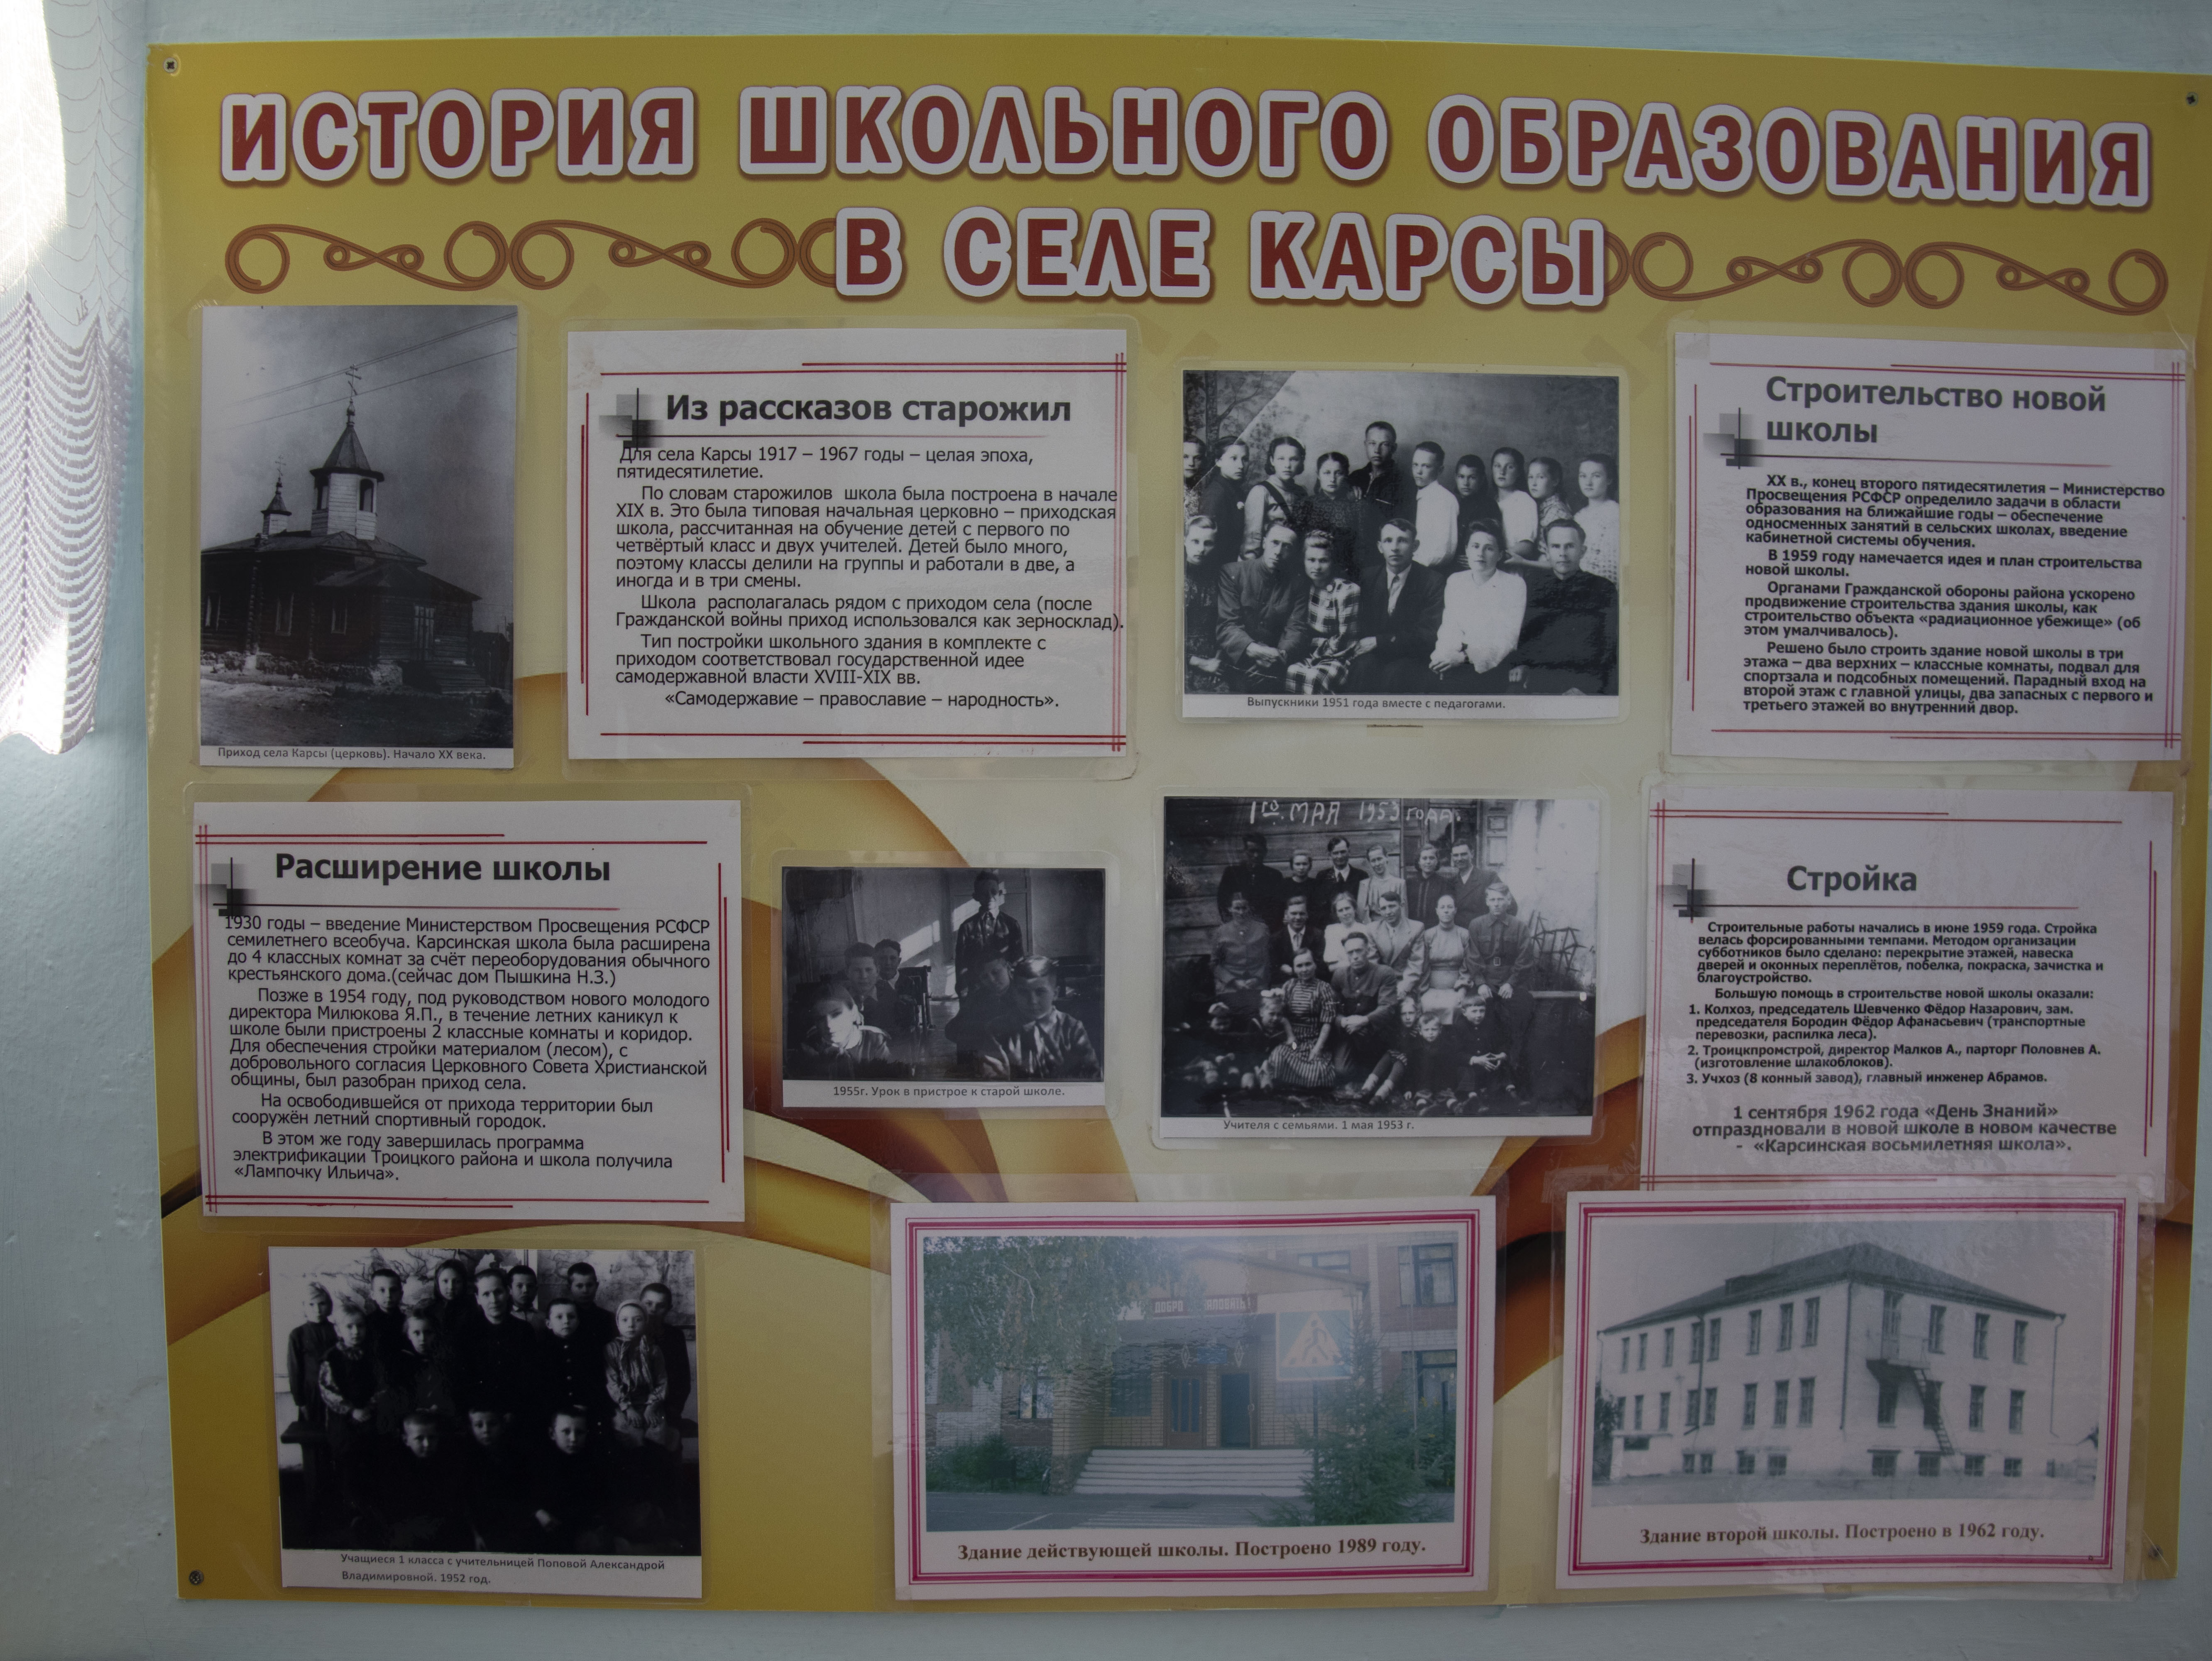 ИСТОРИЯ ШКОЛЬНОГО ОБРАЗОВАНИЯ
В СЕЛЕ КАРСЫ
Приход села Карсы (церковь). Начало XX века.
Из рассказов старожил
Для села Карсы 1917 – 1967 годы – целая эпоха,
пятидесятилетие.
По словам старожилов школа была построена в начале
XIX в. Это была типовая начальная церковно – приходская
школа, рассчитанная на обучение детей с первого по
четвёртый класс и двух учителей. Детей было много,
поэтому классы делили на группы и работали в две, а
иногда и в три смены.
Школа располагалась рядом с приходом села (после
Гражданской войны приход использовался как зерносклад).
Тип постройки школьного здания в комплекте с
приходом соответствовал государственной идее
самодержавной власти XVIII-XIX вв.
«Самодержавие – православие – народность».
Выпускники 1951 года вместе с педагогами.
Строительство новой
школы
XX в., конец второго пятидесятилетия – Министерство
Просвещения РСФСР определило задачи в области
образования на ближайшие годы – обеспечение
односменных занятий в сельских школах, введение
кабинетной системы обучения.
В 1959 году намечается идея и план строительства
новой школы.
Органами Гражданской обороны района ускорено
продвижение строительства здания школы, как
строительство объекта «радиационное убежище» (об
этом умалчивалось).
Решено было строить здание новой школы в три
этажа – два верхних – классные комнаты, подвал для
спортзала и подсобных помещений. Парадный вход на
второй этаж с главной улицы, два запасных с первого и
третьего этажей во внутренний двор.
Расширение школы
1930 годы – введение Министерством Просвещения РСФСР
семилетнего всеобуча. Карсинская школа была расширена
до 4 классных комнат за счёт переоборудования обычного
крестьянского дома.(сейчас дом Пышкина Н.З.)
Позже в 1954 году, под руководством нового молодого
директора Милюкова Я.П., в течение летних каникул к
школе были пристроены 2 классные комнаты и коридор.
Для обеспечения стройки материалом (лесом), с
добровольного согласия Церковного Совета Христианской
общины, был разобран приход села.
На освободившейся от прихода территории был
сооружён летний спортивный городок.
В этом же году завершилась программа
электрификации Троицкого района и школа получила
«Лампочку Ильича».
1955г. Урок в пристрое к старой школе.
1го МАЯ 1953 года.
Учителя с семьями. 1 мая 1953 г.
Стройка
Строительные работы начались в июне 1959 года. Стройка
велась форсированными темпами. Методом организации
субботников было сделано: перекрытие этажей, навеска
дверей и оконных переплётов, побелка, покраска, зачистка и
благоустройство.
Большую помощь в строительстве новой школы оказали:
1. Колхоз, председатель Шевченко Фёдор Назарович, зам.
председателя Бородин Фёдор Афанасьевич (транспортные
перевозки, распилка леса).
2. Троицкпромстрой, директор Малков А., парторг Половнев А.
(изготовление шлакоблоков).
3. Учхоз (8 конный завод), главный инженер Абрамов.
1 сентября 1962 года «День Знаний»
отпраздновали в новой школе в новом качестве
- «Карсинская восьмилетняя школа».
Учащиеся 1 класса с учительницей Поповой Александрой
Владимировной. 1952 год.
ДОБРО
Здание действующей школы. Построено 1989 году.
Здание второй школы. Построено в 1962 году.